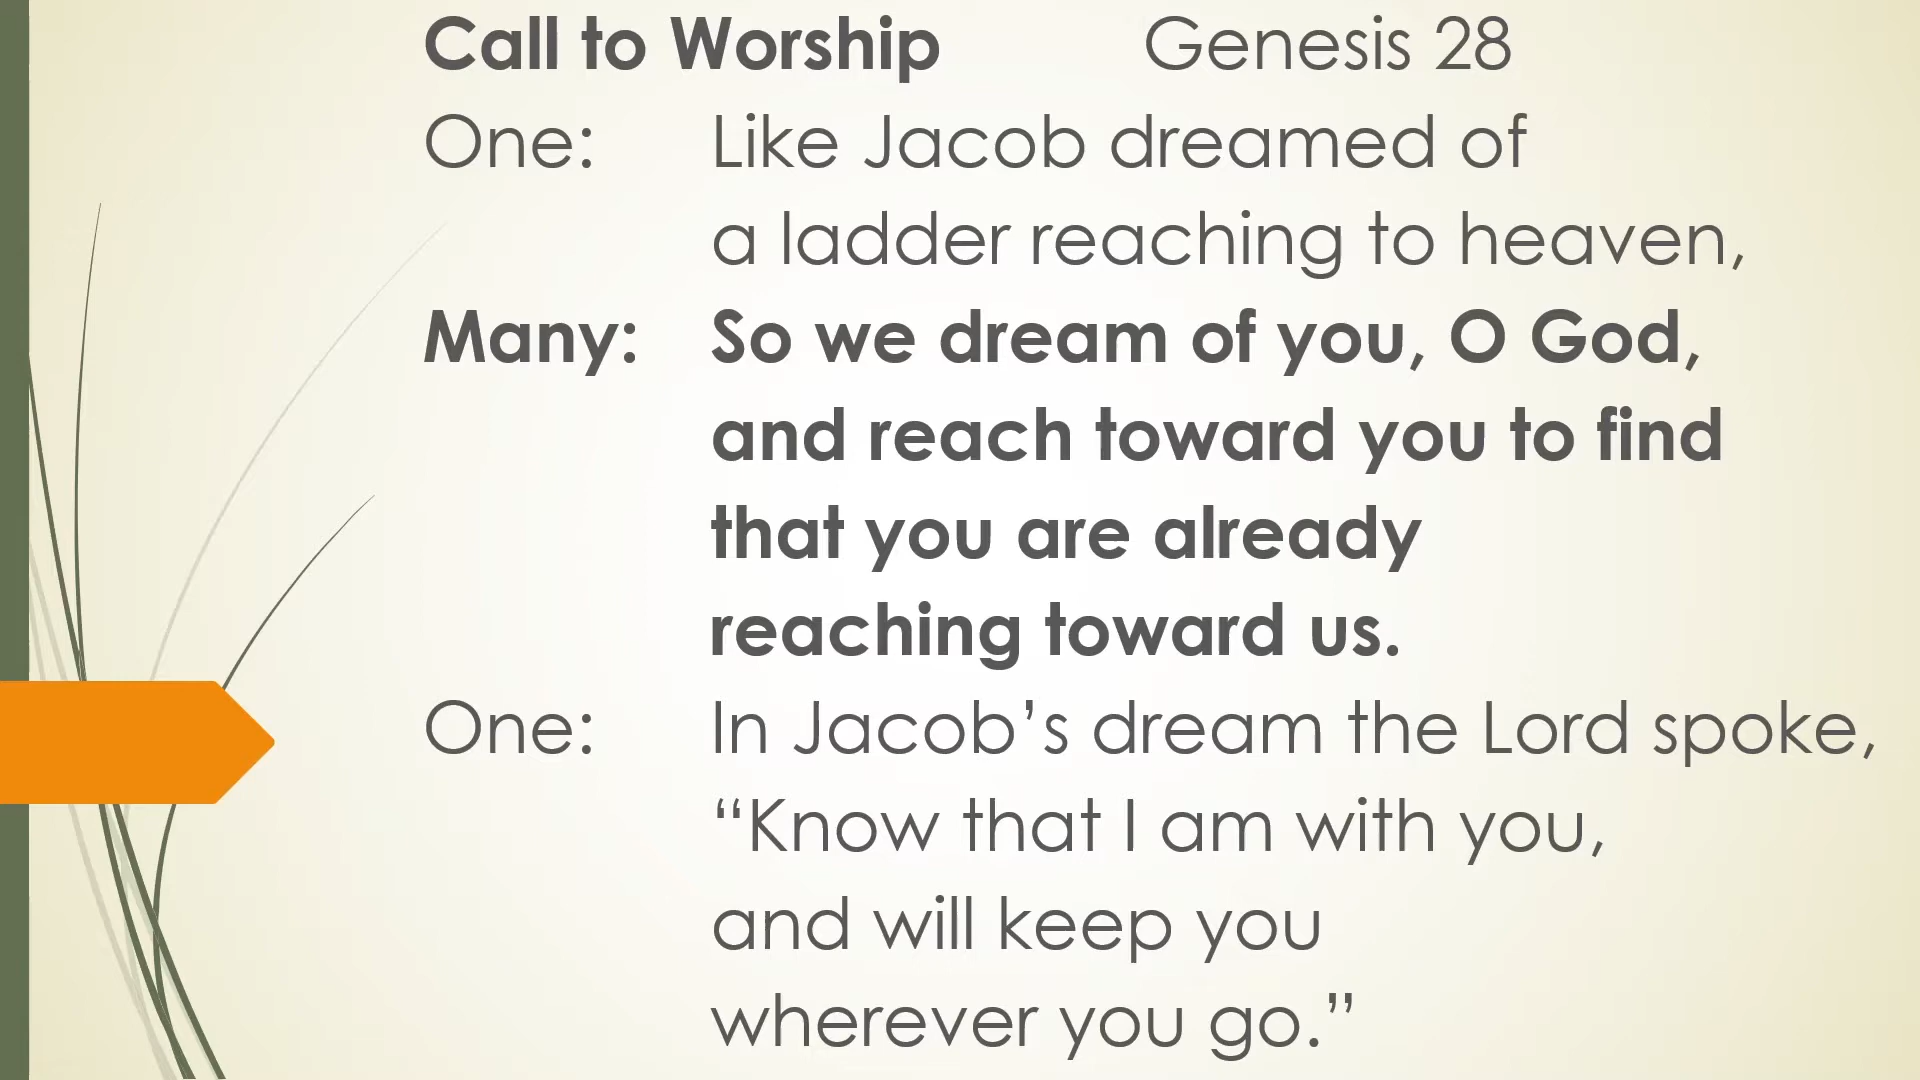 Call to Worship Genesis 28
One: Like Jacob dreamed of
a ladder reaching to heaven,
Many: So we dream of you, O God,
and reach toward you to find
that you are already
reaching toward us.
One: In Jacob’s dream the Lord spoke,
“Know that I am with you,
and will keep you
wherever you go.”